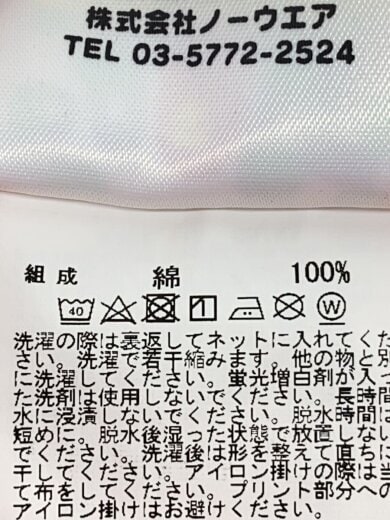 株式会社ノーウエア
TEL 03-5772-2524
組成 綿 100%
40 W
洗濯の際は裏返してネットに入れてくだ
さい。洗濯で若干縮みます。他の物と別
に洗濯してください。蛍光増白剤が入っ
た洗剤は使用しないでください。長時間
水に浸漬しないでください。脱水時間は
短めに。脱水後湿った状態で放置しない
でください。洗濯後は形を整えて直ちに
干してください。アイロン掛けの際は当
て布をしてください。プリント部分への
アイロン掛けはお避けください。